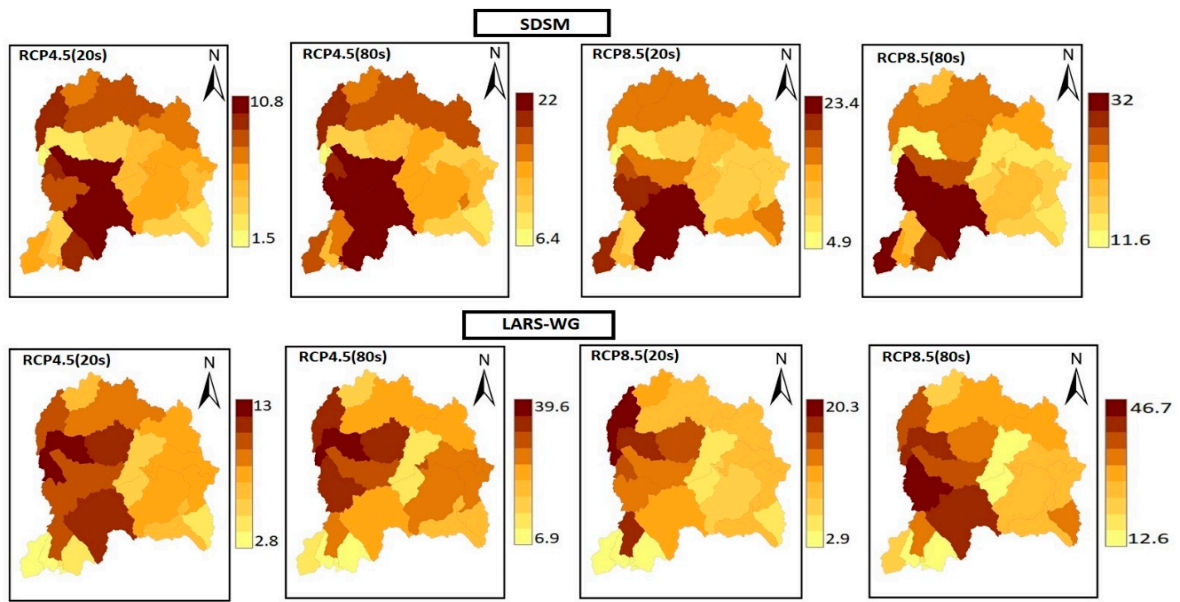 SDSM
RCP4.5(20s)
N
10.8
1.5
RCP4.5(80s)
N
22
6.4
RCP8.5(20s)
N
23.4
4.9
RCP8.5(80s)
N
32
11.6
LARS-WG
RCP4.5(20s)
N
13
2.8
RCP4.5(80s)
N
39.6
6.9
RCP8.5(20s)
N
20.3
2.9
RCP8.5(80s)
N
46.7
12.6